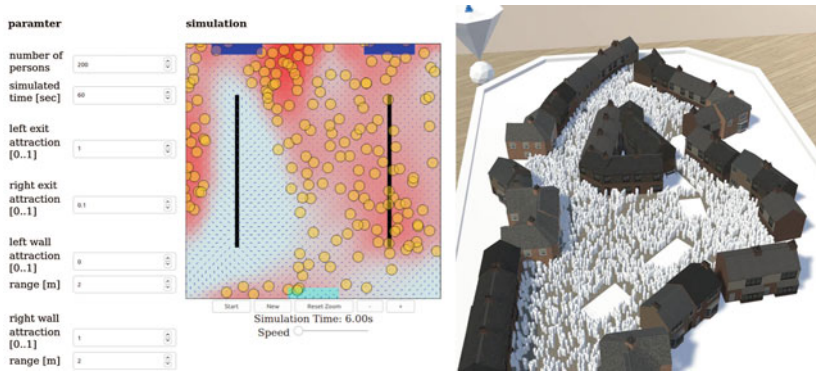 paramter
number of
persons
200
simulated
time [sec]
60
left exit
attraction
[0..1]
1
right exit
attraction
[0..1]
0.1
left wall
attraction
[0..1]
0
range [m]
2
right wall
attraction
[0..1]
1
range [m]
2
simulation
Start New Reset Zoom - +
Simulation Time: 6.00s
Speed